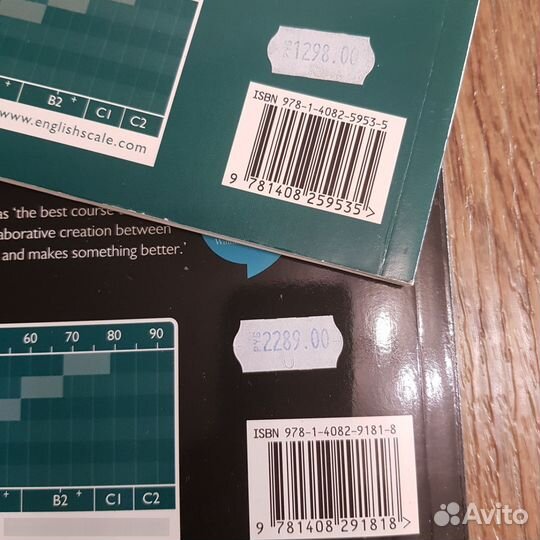 РУБ 1298.00
ISBN 978-1-4082-5953-5
9 781408 259535 >
+ B2 + C1 C2
www.englishscale.com
as 'the best course
aborative creation between
and makes something better.'
60 70 80 90
РУБ 2289.00
ISBN 978-1-4082-9181-8
9 781408 291818 >
+ B2 + C1 C2
Avito